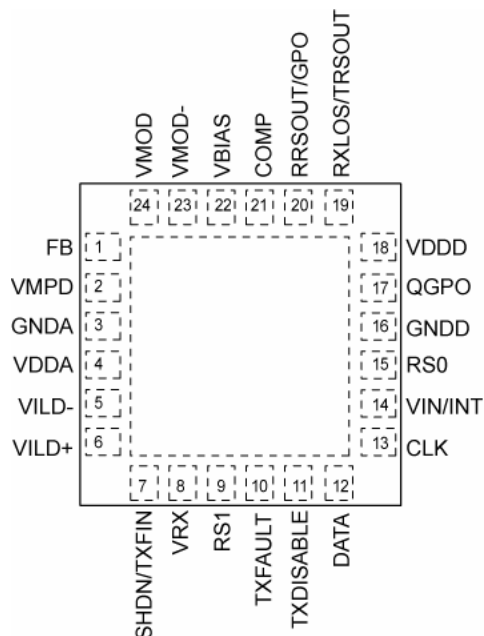 VMOD
VMOD-
VBIAS
COMP
RRSOUT/GPO
RXLOS/TRSOUT
24
23
22
21
20
19
FB
1
VMPD
2
GNDA
3
VDDA
4
VILD-
5
VILD+
6
18
VDDD
17
QGPO
16
GNDD
15
RS0
14
VIN/INT
13
CLK
7
8
9
10
11
12
SHDN/TXFIN
VRX
RS1
TXFAULT
TXDISABLE
DATA